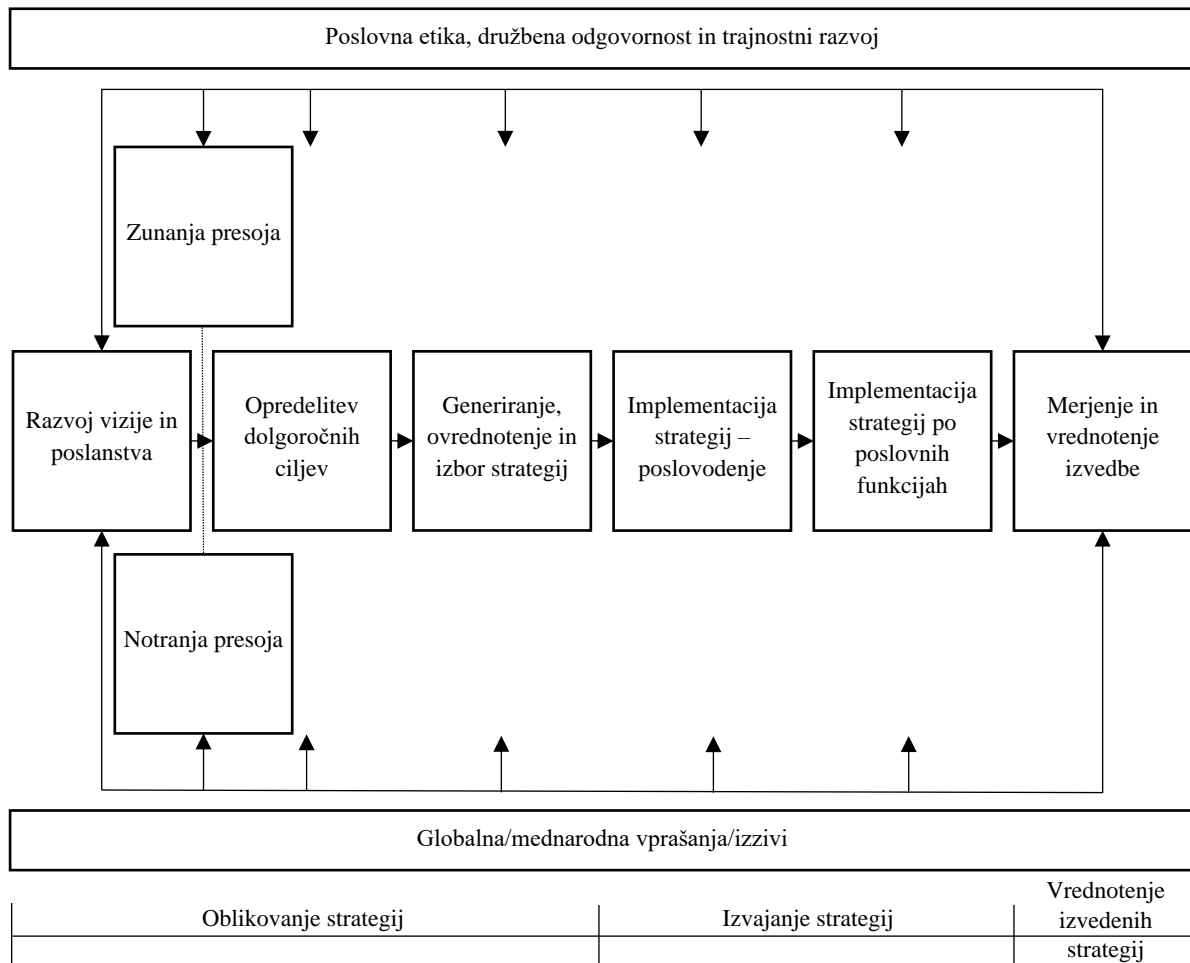 Poslovna etika, družbena odgovornost in trajnostni razvoj
Zunanja presoja
Razvoj vizije in
poslanstva
Opredelitev
dolgoročnih
ciljev
Generiranje,
ovrednotenje in
izbor strategij
Implementacija
strategij –
poslovodenje
Implementacija
strategij po
poslovnih
funkcijah
Merjenje in
vrednotenje
izvedbe
Notranja presoja
Globalna/mednarodna vprašanja/izzivi
Oblikovanje strategij
Izvajanje strategij
Vrednotenje
izvedenih
strategij